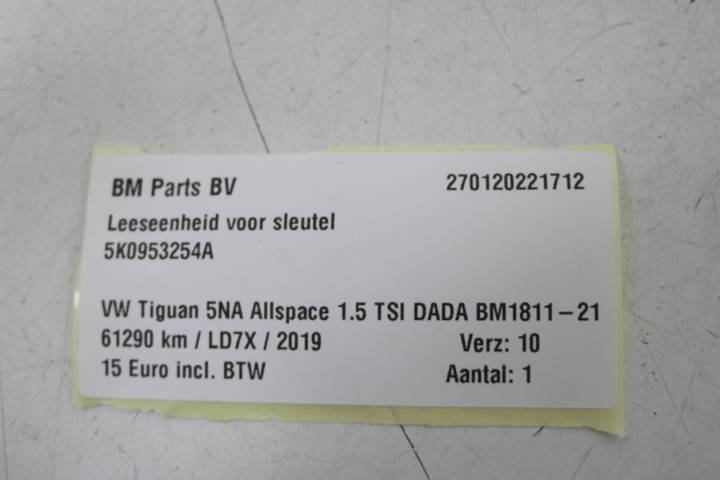 BM Parts BV 270120221712
Leeseenheid voor sleutel
5K0953254A
VW Tiguan 5NA Allspace 1.5 TSI DADA BM1811-21
61290 km / LD7X / 2019 Verz: 10
15 Euro incl. BTW Aantal: 1